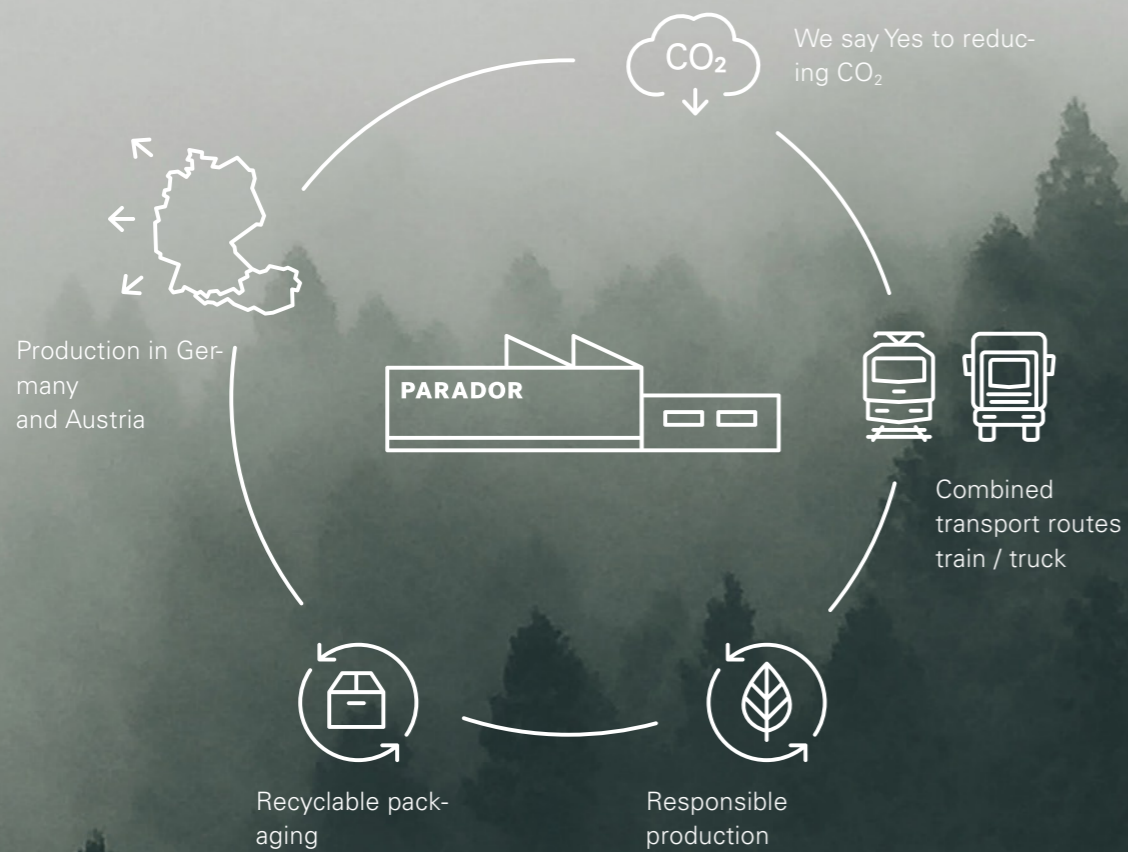 CO₂
We say Yes to reduc-
ing CO₂
Production in Ger-
many
and Austria
PARADOR
Combined
transport routes
train / truck
Recyclable pack-
aging
Responsible
production